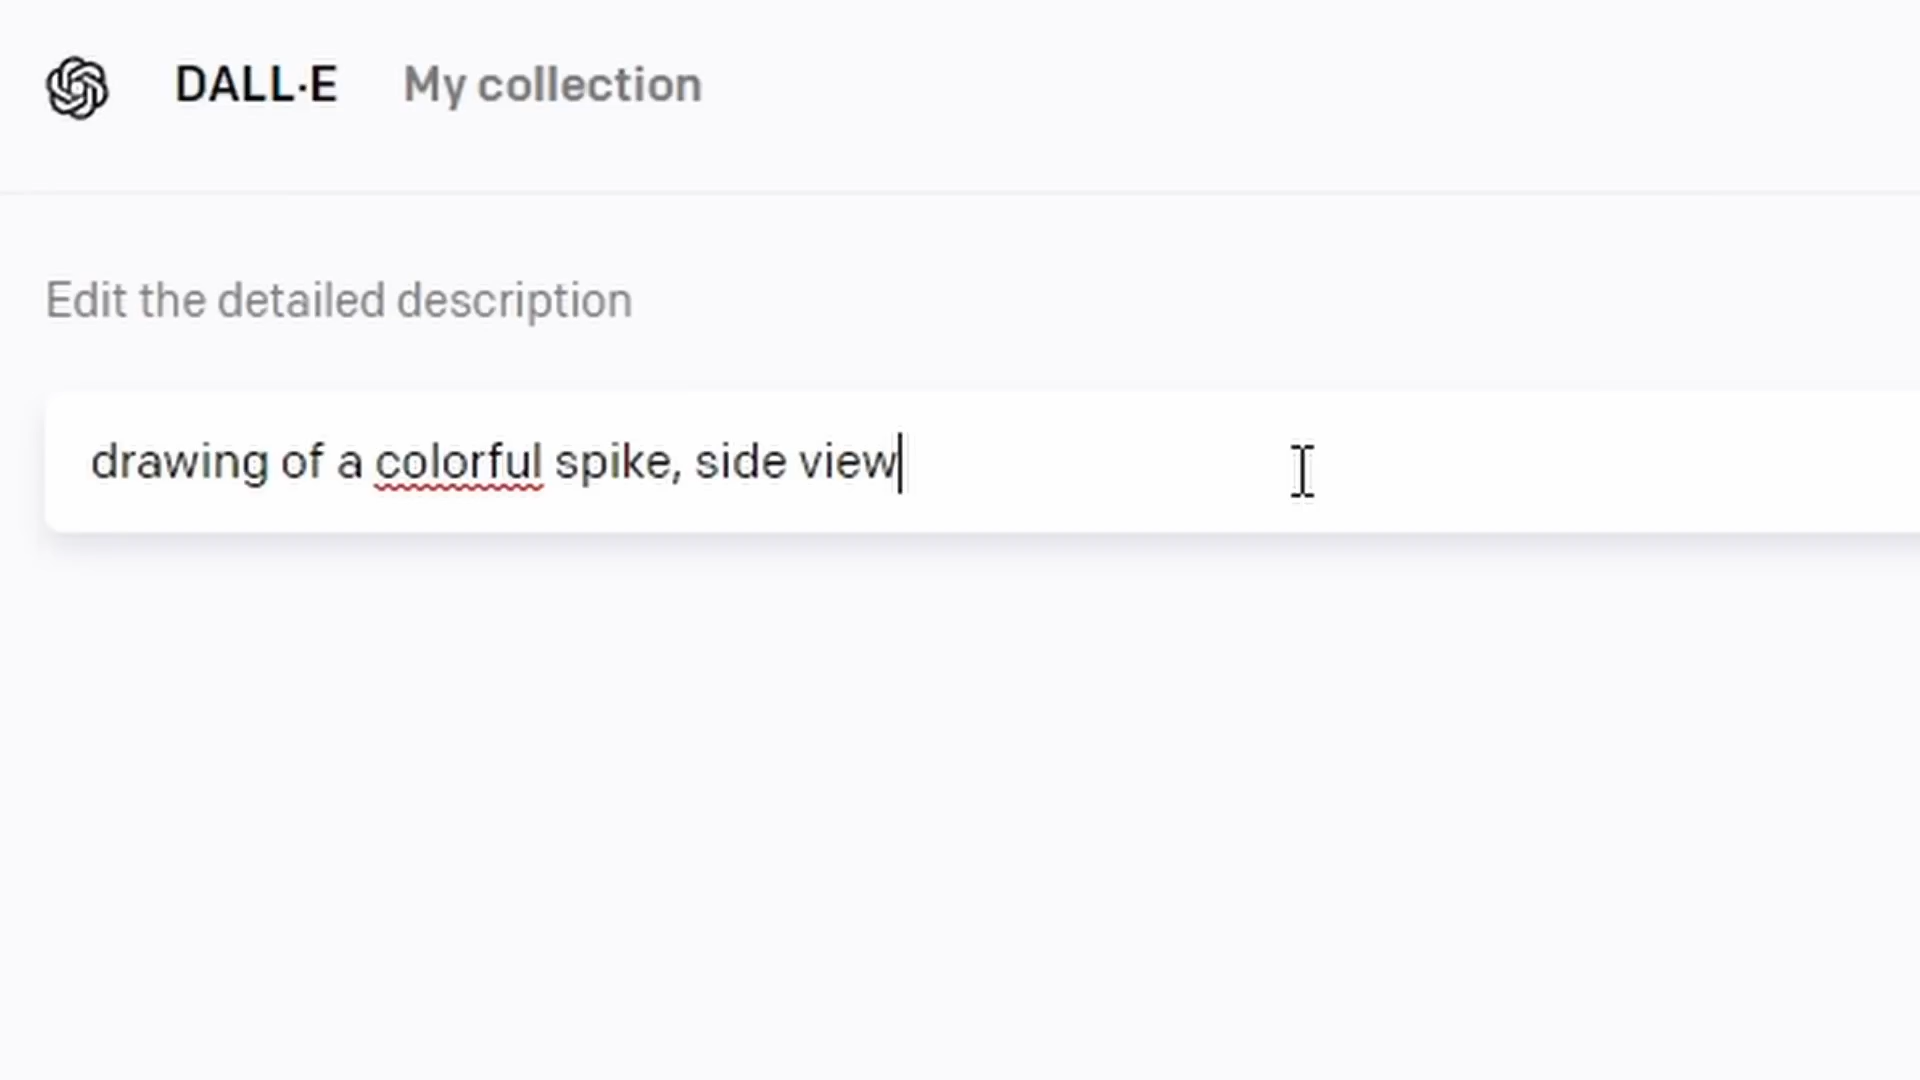 DALL·E My collection
Edit the detailed description
drawing of a colorful spike, side view